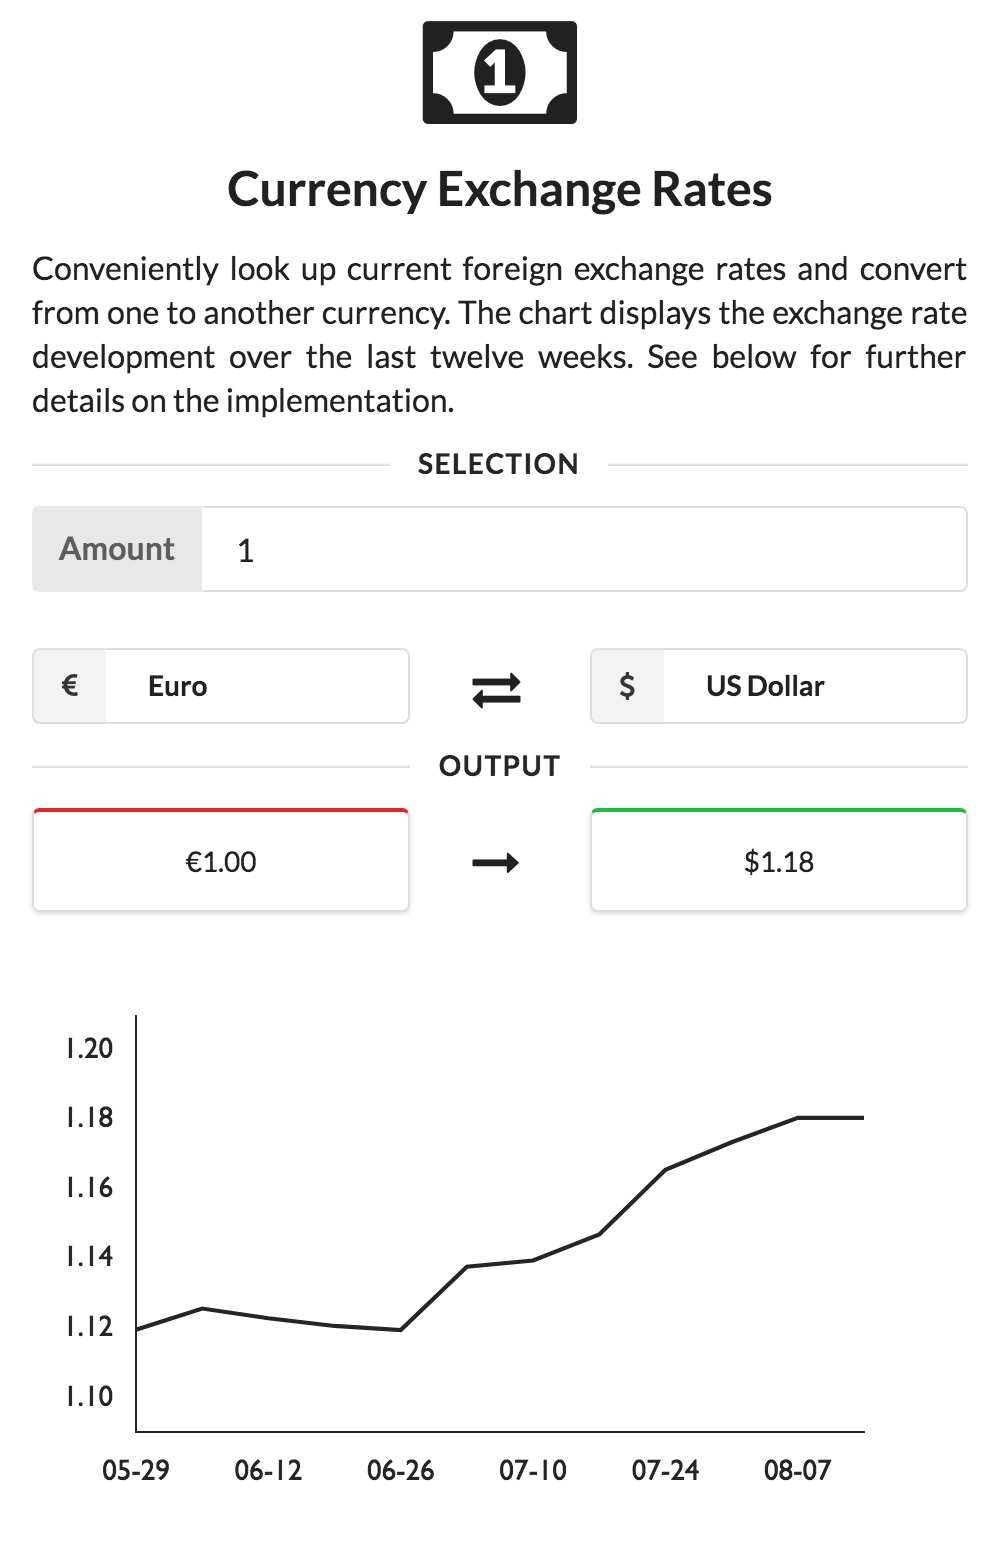 1
Currency Exchange Rates
Conveniently look up current foreign exchange rates and convert
from one to another currency. The chart displays the exchange rate
development over the last twelve weeks. See below for further
details on the implementation.
SELECTION
Amount 1
€ Euro $ US Dollar
OUTPUT
€1.00 $1.18
1.20
1.18
1.16
1.14
1.12
1.10
05-29 06-12 06-26 07-10 07-24 08-07